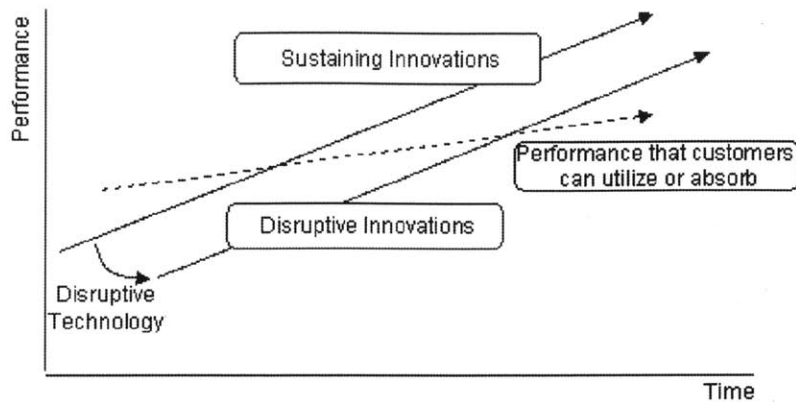 Performance
Sustaining Innovations
Performance that customers
can utilize or absorb
Disruptive Innovations
Disruptive
Technology
Time